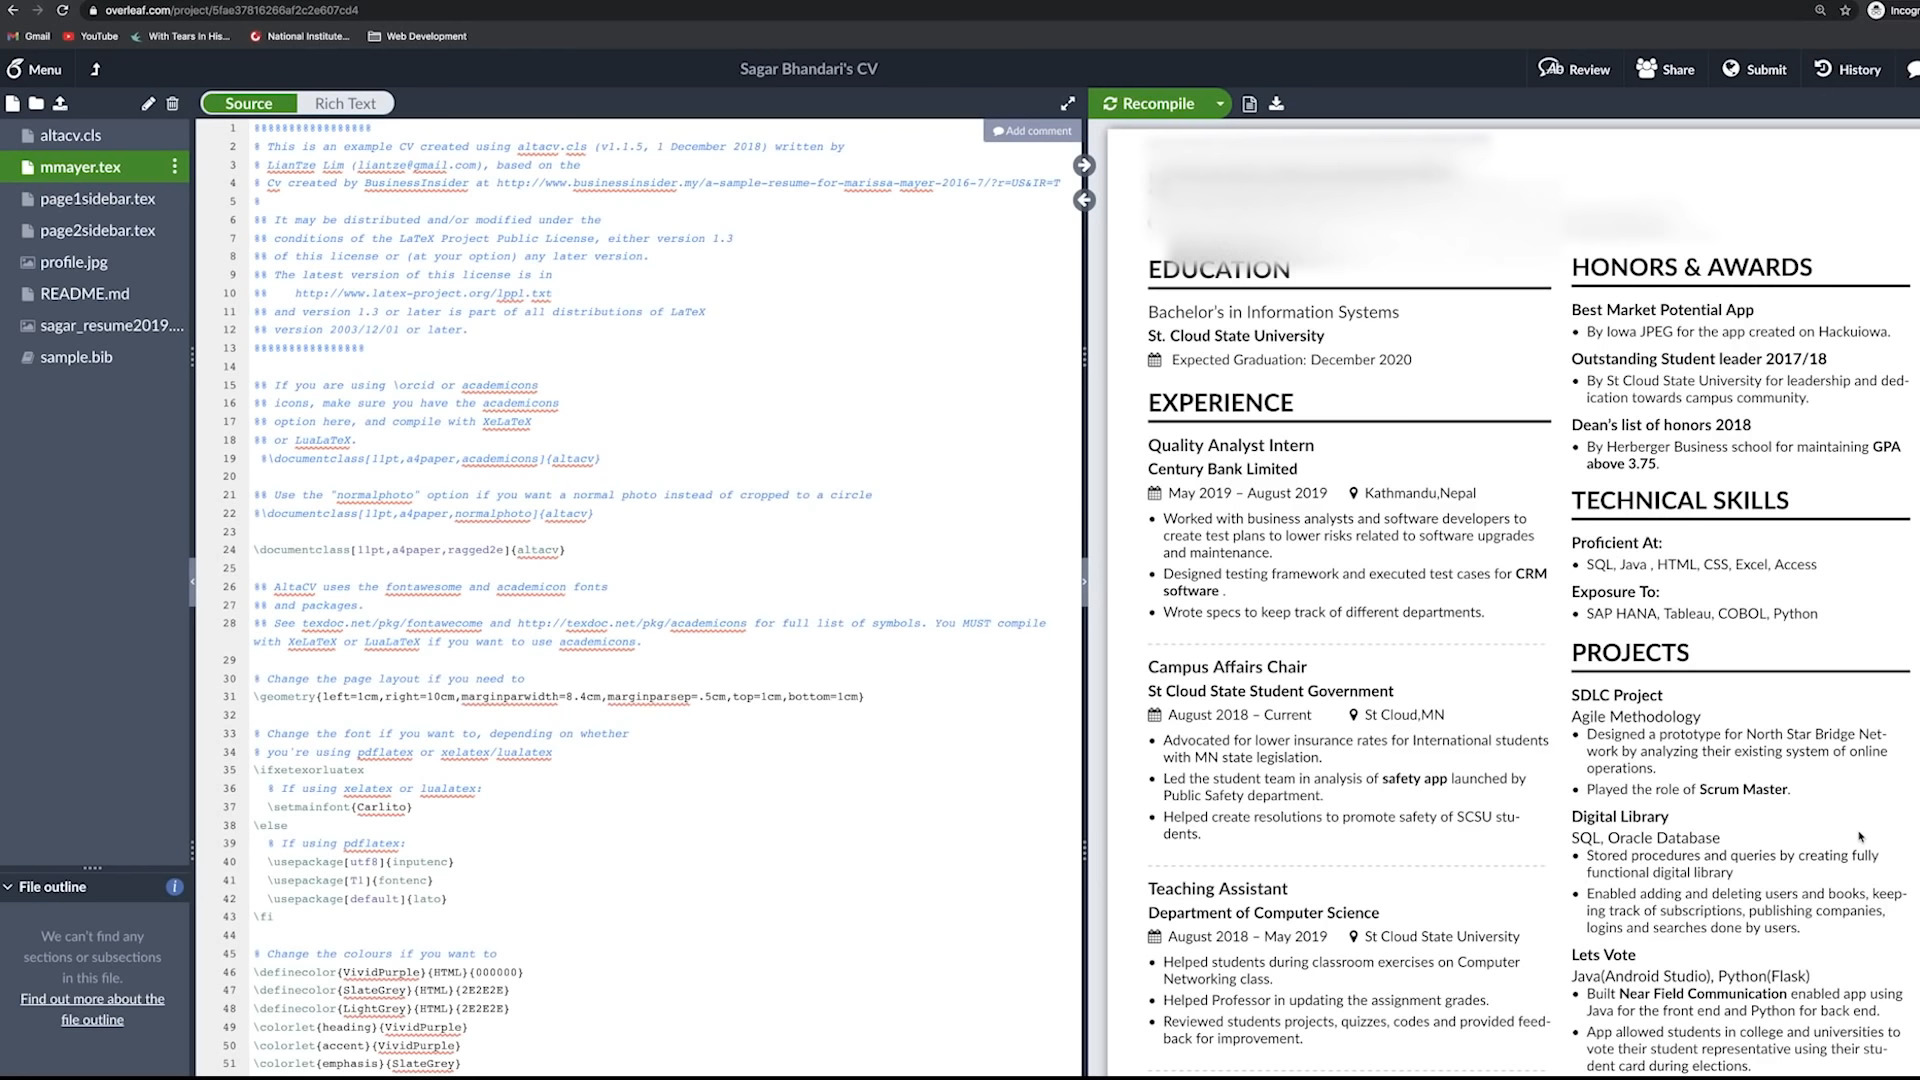 overleaf.com/project/5fae37816266af2c2e607cd4
Incogn
Gmail
YouTube
With Tears In His...
National Institute...
Web Development
Menu
Sagar Bhandari's CV
Review
Share
Submit
History
Source
Rich Text
Recompile
Add comment
altacv.cls
mmayer.tex
page1sidebar.tex
page2sidebar.tex
profile.jpg
README.md
sagar_resume2019....
sample.bib
File outline
We can't find any
sections or subsections
in this file.
Find out more about the
file outline
1 %%%%%%%%%%%%%%%%%
2 % This is an example CV created using altacv.cls (v1.1.5, 1 December 2018) written by
3 % LianTze Lim (liantze@gmail.com), based on the
4 % Cv created by BusinessInsider at http://www.businessinsider.my/a-sample-resume-for-marissa-mayer-2016-7/?r=US&IR=T
5 %
6 %% It may be distributed and/or modified under the
7 %% conditions of the LaTeX Project Public License, either version 1.3
8 %% of this license or (at your option) any later version.
9 %% The latest version of this license is in
10 %%    http://www.latex-project.org/lppl.txt
11 %% and version 1.3 or later is part of all distributions of LaTeX
12 %% version 2003/12/01 or later.
13 %%%%%%%%%%%%%%%%
14
15 %% If you are using \orcid or academicons
16 %% icons, make sure you have the academicons
17 %% option here, and compile with XeLaTeX
18 %% or LuaLaTeX.
19 %\documentclass[11pt,a4paper,academicons]{altacv}
20
21 %% Use the "normalphoto" option if you want a normal photo instead of cropped to a circle
22 %\documentclass[11pt,a4paper,normalphoto]{altacv}
23
24 \documentclass[11pt,a4paper,ragged2e]{altacv}
25
26 %% AltaCV uses the fontawesome and academicon fonts
27 %% and packages.
28 %% See texdoc.net/pkg/fontawecome and http://texdoc.net/pkg/academicons for full list of symbols. You MUST compile
with XeLaTeX or LuaLaTeX if you want to use academicons.
29
30 % Change the page layout if you need to
31 \geometry{left=1cm,right=10cm,marginparwidth=8.4cm,marginparsep=.5cm,top=1cm,bottom=1cm}
32
33 % Change the font if you want to, depending on whether
34 % you're using pdflatex or xelatex/lualatex
35 \ifxetexorluatex
36 % If using xelatex or lualatex:
37 \setmainfont{Carlito}
38 \else
39 % If using pdflatex:
40 \usepackage[utf8]{inputenc}
41 \usepackage[T1]{fontenc}
42 \usepackage[default]{lato}
43 \fi
44
45 % Change the colours if you want to
46 \definecolor{VividPurple}{HTML}{000000}
47 \definecolor{SlateGrey}{HTML}{2E2E2E}
48 \definecolor{LightGrey}{HTML}{2E2E2E}
49 \colorlet{heading}{VividPurple}
50 \colorlet{accent}{VividPurple}
51 \colorlet{emphasis}{SlateGrey}
EDUCATION
Bachelor's in Information Systems
St. Cloud State University
Expected Graduation: December 2020
EXPERIENCE
Quality Analyst Intern
Century Bank Limited
May 2019 – August 2019 Kathmandu,Nepal
• Worked with business analysts and software developers to
create test plans to lower risks related to software upgrades
and maintenance.
• Designed testing framework and executed test cases for CRM
software .
• Wrote specs to keep track of different departments.
Campus Affairs Chair
St Cloud State Student Government
August 2018 – Current St Cloud,MN
• Advocated for lower insurance rates for International students
with MN state legislation.
• Led the student team in analysis of safety app launched by
Public Safety department.
• Helped create resolutions to promote safety of SCSU stu-
dents.
Teaching Assistant
Department of Computer Science
August 2018 – May 2019 St Cloud State University
• Helped students during classroom exercises on Computer
Networking class.
• Helped Professor in updating the assignment grades.
• Reviewed students projects, quizzes, codes and provided feed-
back for improvement.
HONORS & AWARDS
Best Market Potential App
• By Iowa JPEG for the app created on Hackuiowa.
Outstanding Student leader 2017/18
• By St Cloud State University for leadership and ded-
ication towards campus community.
Dean's list of honors 2018
• By Herberger Business school for maintaining GPA
above 3.75.
TECHNICAL SKILLS
Proficient At:
• SQL, Java , HTML, CSS, Excel, Access
Exposure To:
• SAP HANA, Tableau, COBOL, Python
PROJECTS
SDLC Project
Agile Methodology
• Designed a prototype for North Star Bridge Net-
work by analyzing their existing system of online
operations.
• Played the role of Scrum Master.
Digital Library
SQL, Oracle Database
• Stored procedures and queries by creating fully
functional digital library
• Enabled adding and deleting users and books, keep-
ing track of subscriptions, publishing companies,
logins and searches done by users.
Lets Vote
Java(Android Studio), Python(Flask)
• Built Near Field Communication enabled app using
Java for the front end and Python for back end.
• App allowed students in college and universities to
vote their student representative using their stu-
dent card during elections.